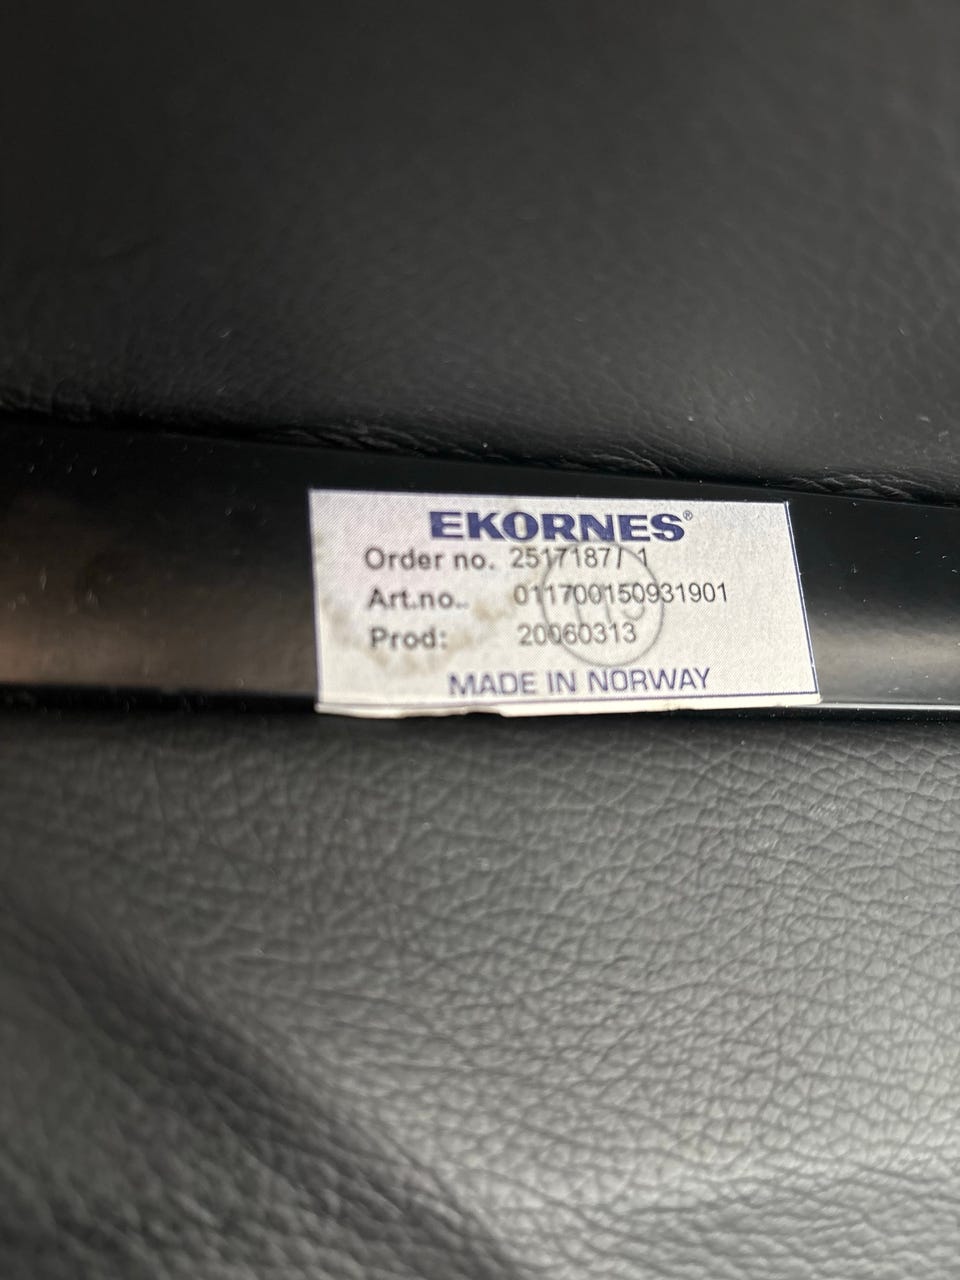 EKORNES®
Order no. 2517187/ 1
Art.no.. 011700150931901
Prod: 20060313
MADE IN NORWAY